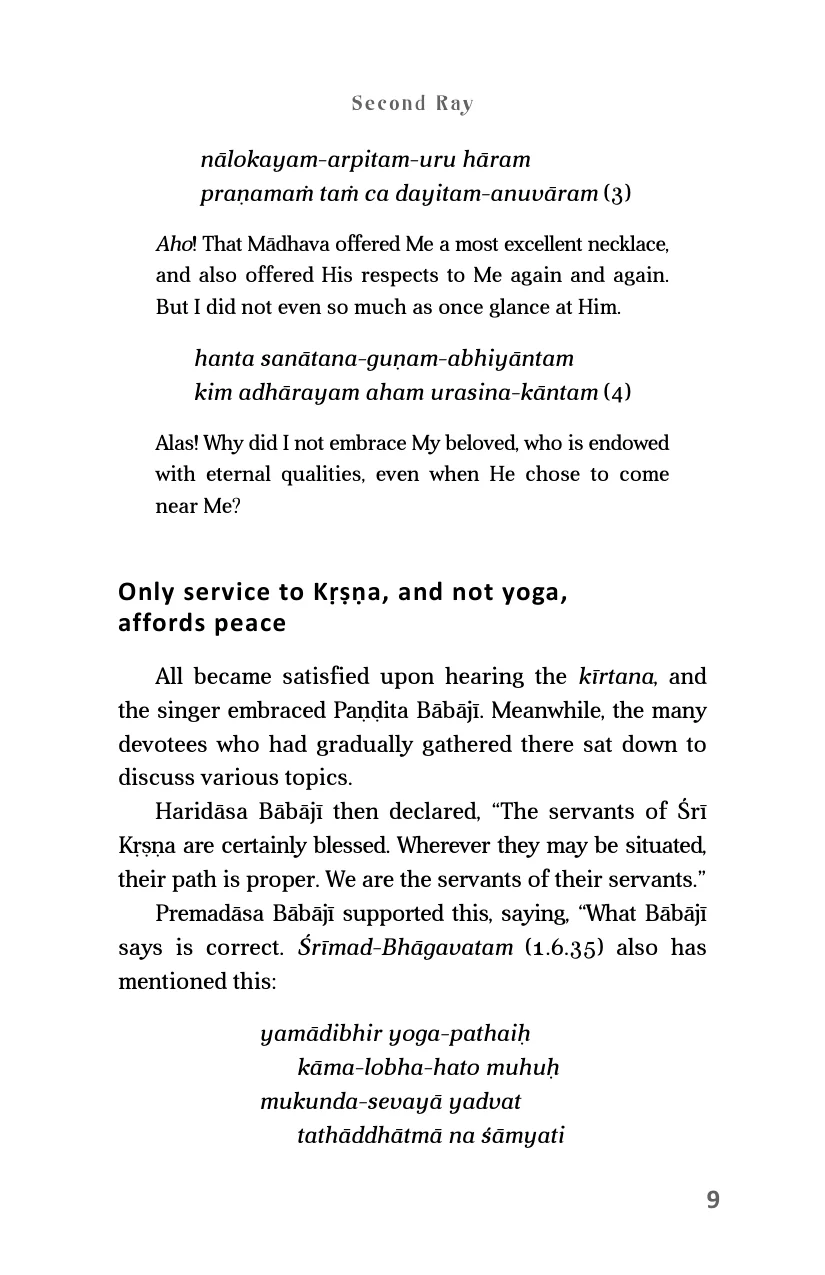 Second Ray
nālokayam-arpitam-uru hāram
praṇamaṁ taṁ ca dayitam-anuvāram (3)
Aho! That Mādhava offered Me a most excellent necklace,
and also offered His respects to Me again and again.
But I did not even so much as once glance at Him.
hanta sanātana-guṇam-abhiyāntam
kim adhārayam aham urasina-kāntam (4)
Alas! Why did I not embrace My beloved, who is endowed
with eternal qualities, even when He chose to come
near Me?
Only service to Kṛṣṇa, and not yoga,
affords peace
All became satisfied upon hearing the kīrtana, and
the singer embraced Paṇḍita Bābājī. Meanwhile, the many
devotees who had gradually gathered there sat down to
discuss various topics.
Haridāsa Bābājī then declared, “The servants of Śrī
Kṛṣṇa are certainly blessed. Wherever they may be situated,
their path is proper. We are the servants of their servants.”
Premadāsa Bābājī supported this, saying, “What Bābājī
says is correct. Śrīmad-Bhāgavatam (1.6.35) also has
mentioned this:
yamādibhir yoga-pathaiḥ
kāma-lobha-hato muhuḥ
mukunda-sevayā yadvat
tathāddhātmā na śāmyati
9